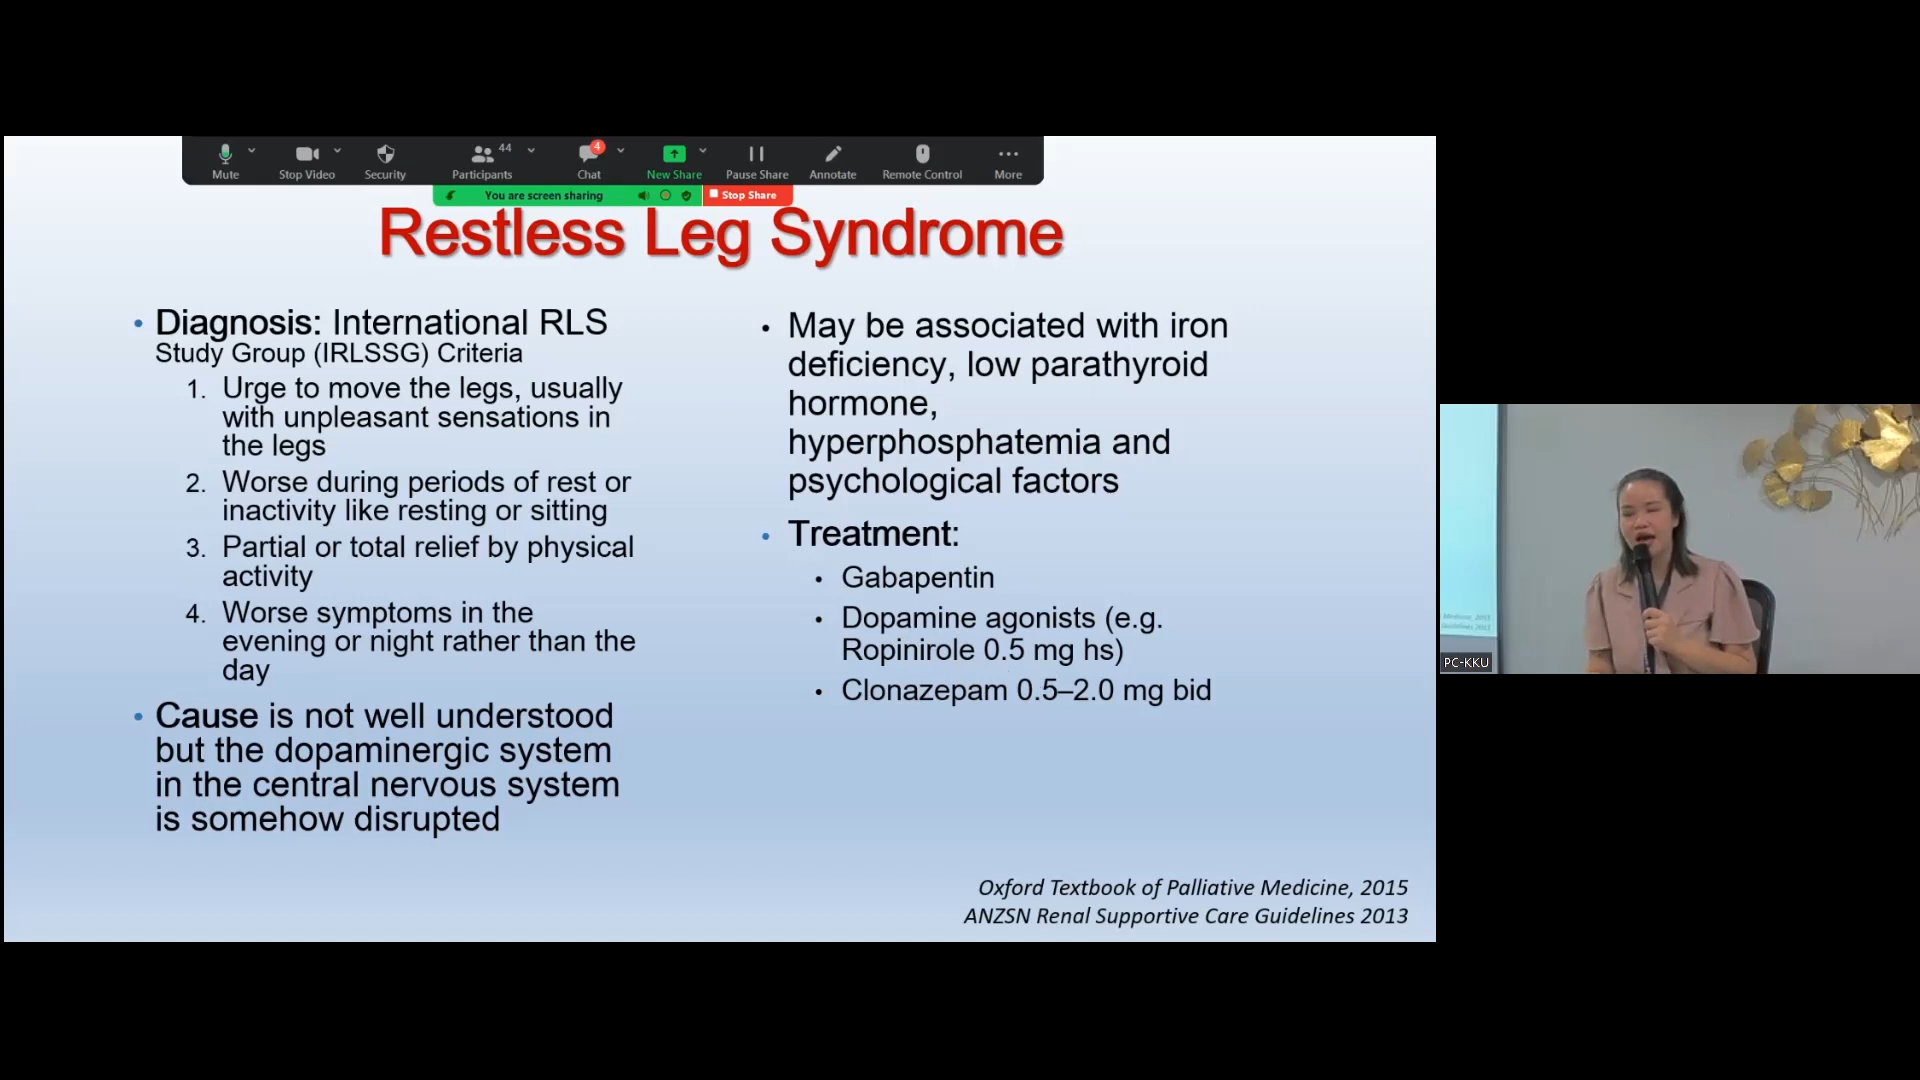 Mute
Stop Video
Security
44
Participants
4
Chat
New Share
Pause Share
Annotate
Remote Control
More
You are screen sharing
Stop Share
Restless Leg Syndrome
• Diagnosis: International RLS
Study Group (IRLSSG) Criteria
1. Urge to move the legs, usually
with unpleasant sensations in
the legs
2. Worse during periods of rest or
inactivity like resting or sitting
3. Partial or total relief by physical
activity
4. Worse symptoms in the
evening or night rather than the
day
• Cause is not well understood
but the dopaminergic system
in the central nervous system
is somehow disrupted
• May be associated with iron
deficiency, low parathyroid
hormone,
hyperphosphatemia and
psychological factors
• Treatment:
• Gabapentin
• Dopamine agonists (e.g.
Ropinirole 0.5 mg hs)
• Clonazepam 0.5–2.0 mg bid
Oxford Textbook of Palliative Medicine, 2015
ANZSN Renal Supportive Care Guidelines 2013
Medicine, 2015
Guidelines 2013
PC-KKU